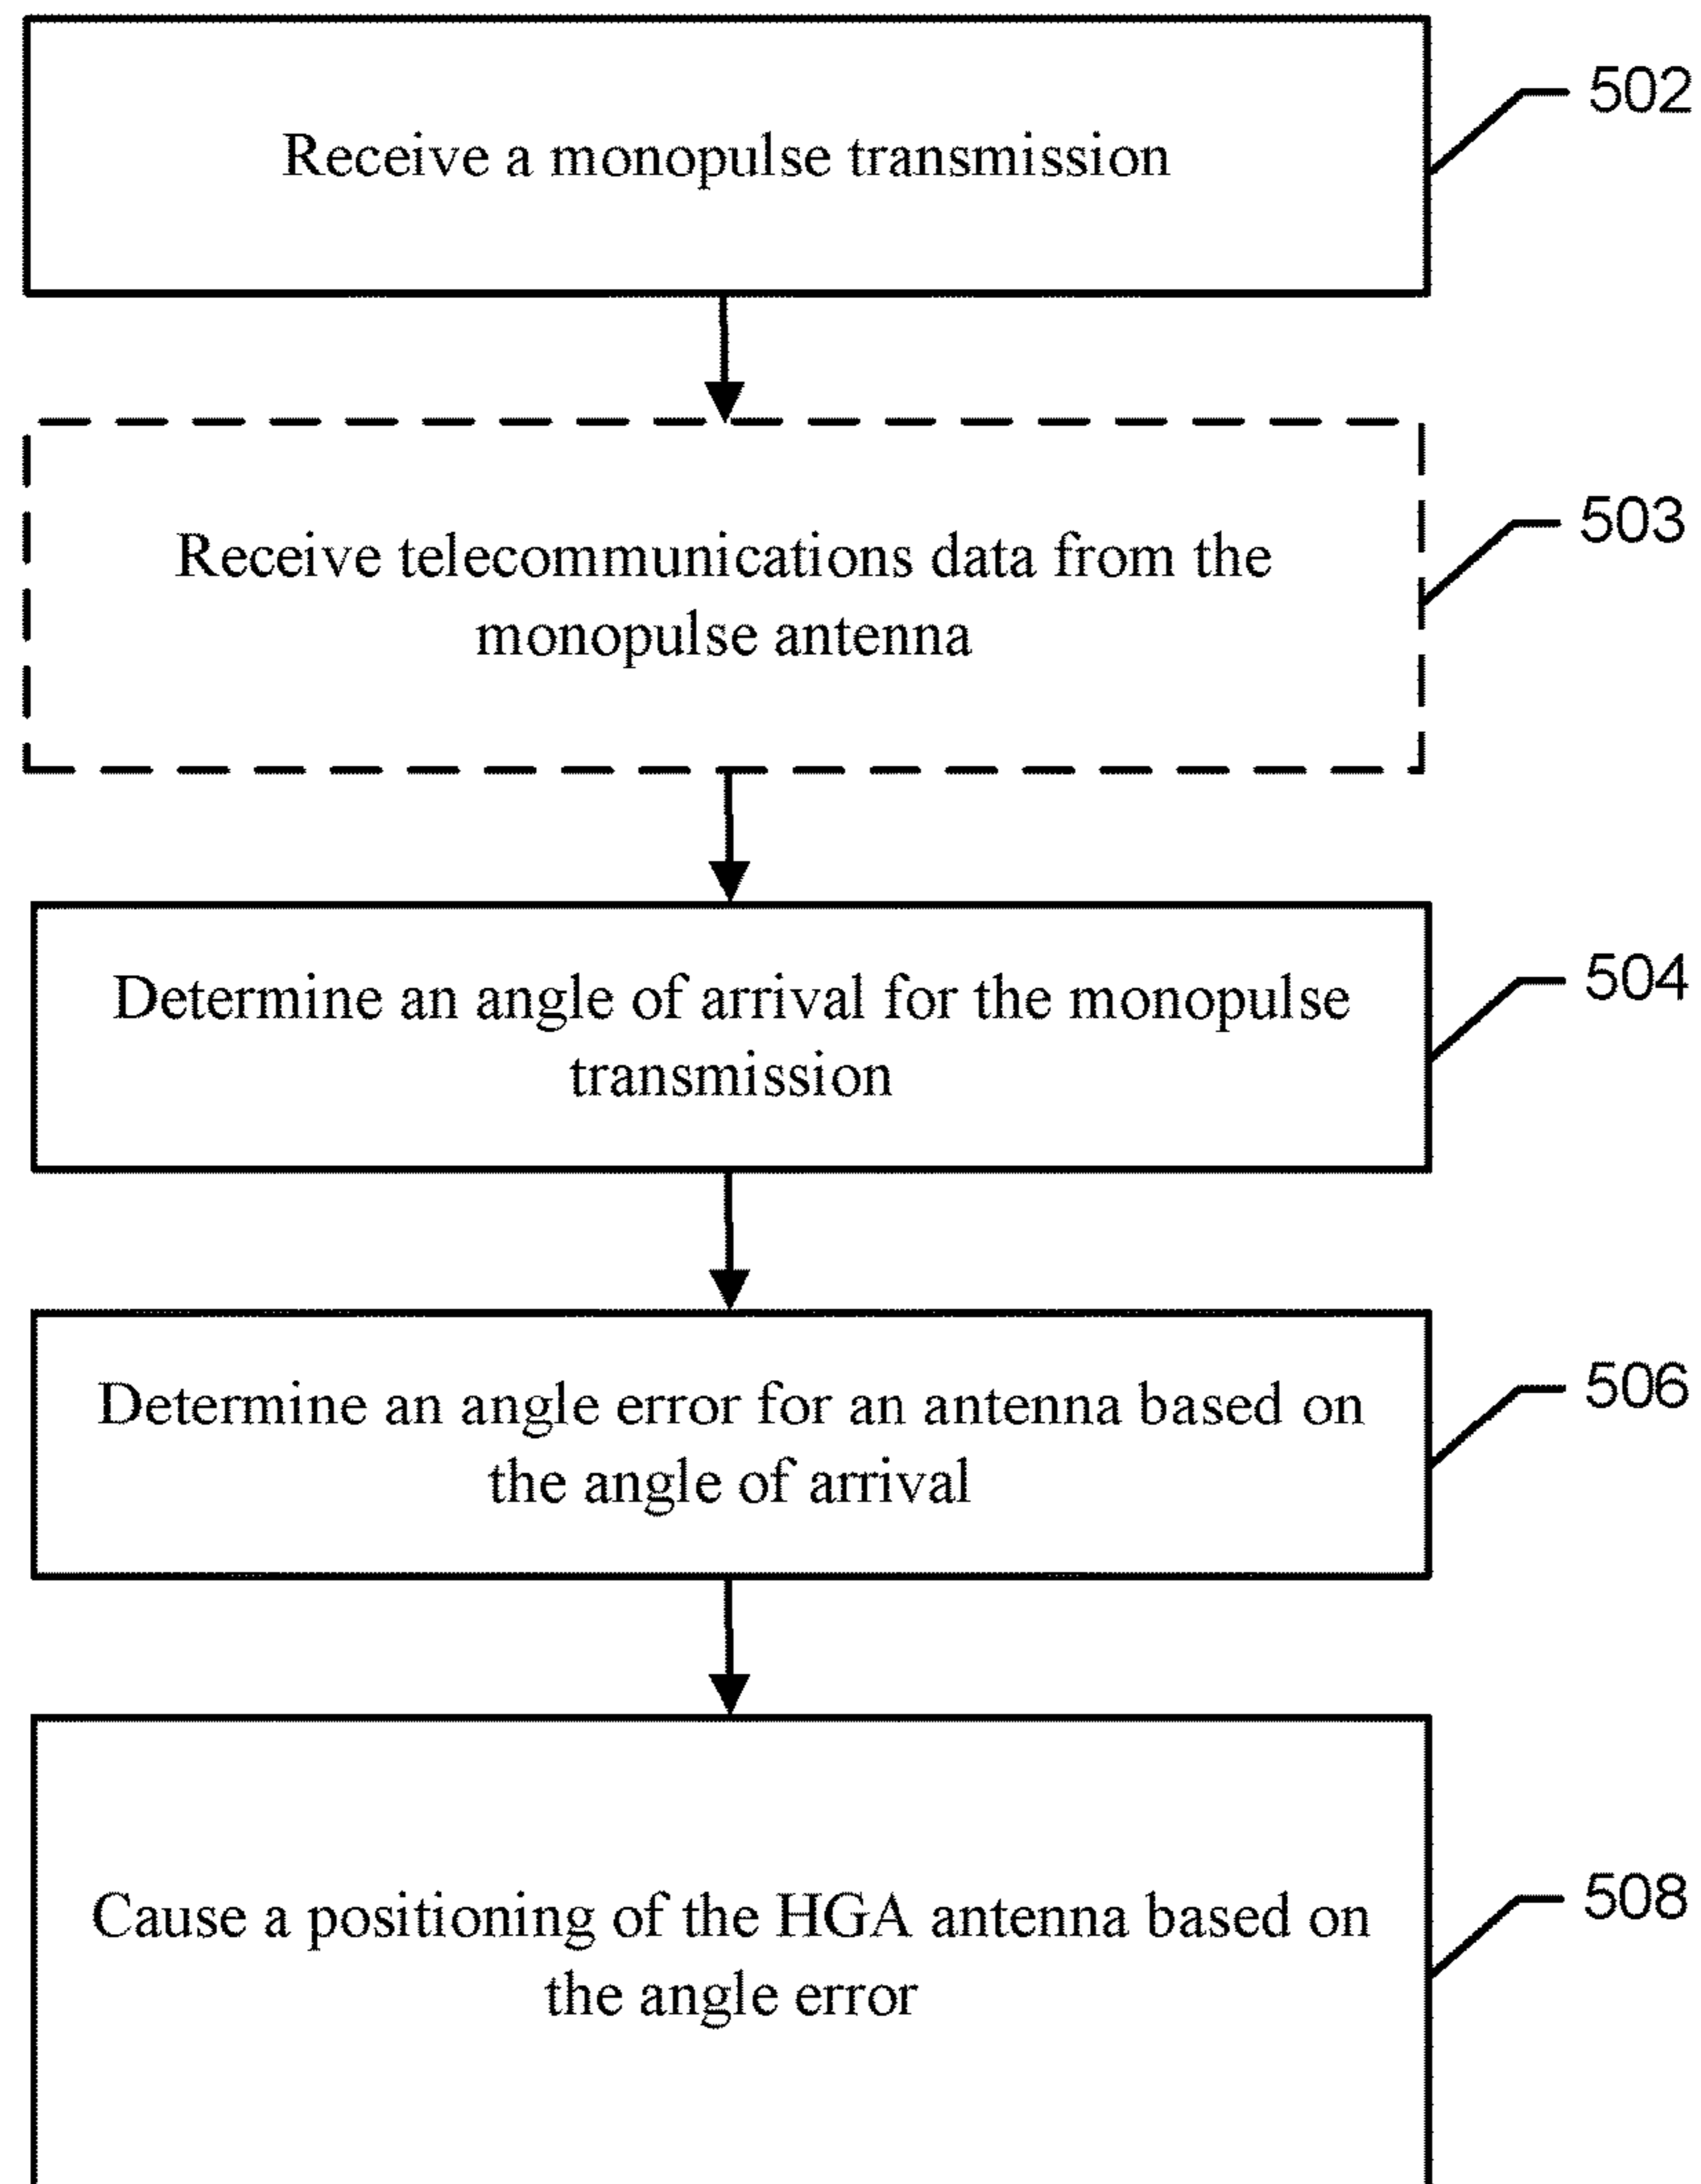 Receive a monopulse transmission
502
Receive telecommunications data from the
monopulse antenna
503
Determine an angle of arrival for the monopulse
transmission
504
Determine an angle error for an antenna based on
the angle of arrival
506
Cause a positioning of the HGA antenna based on
the angle error
508